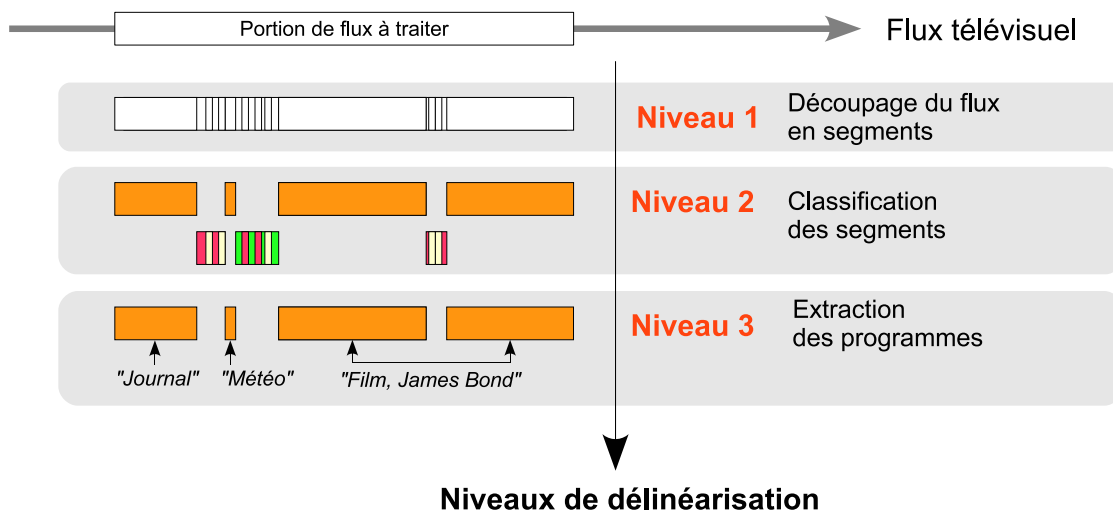 Portion de flux à traiter
Flux télévisuel
Niveau 1
Découpage du flux
en segments
Niveau 2
Classification
des segments
Niveau 3
Extraction
des programmes
"Journal"
"Météo"
"Film, James Bond"
Niveaux de délinéarisation